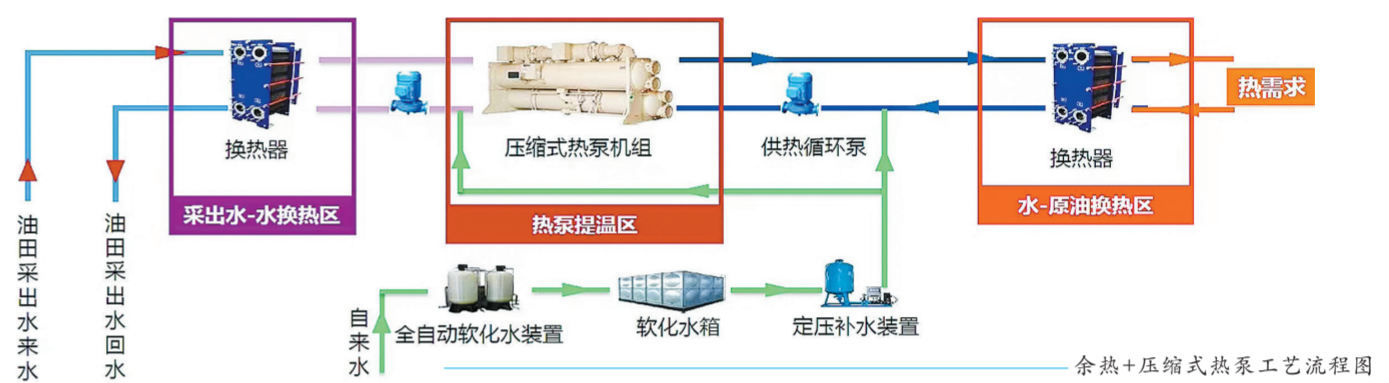 换热器
压缩式热泵机组
供热循环泵
换热器
热需求
采出水-水换热区
热泵提温区
水-原油换热区
油田采出水来水
油田采出水回水
自来水
全自动软化水装置
软化水箱
定压补水装置
余热+压缩式热泵工艺流程图